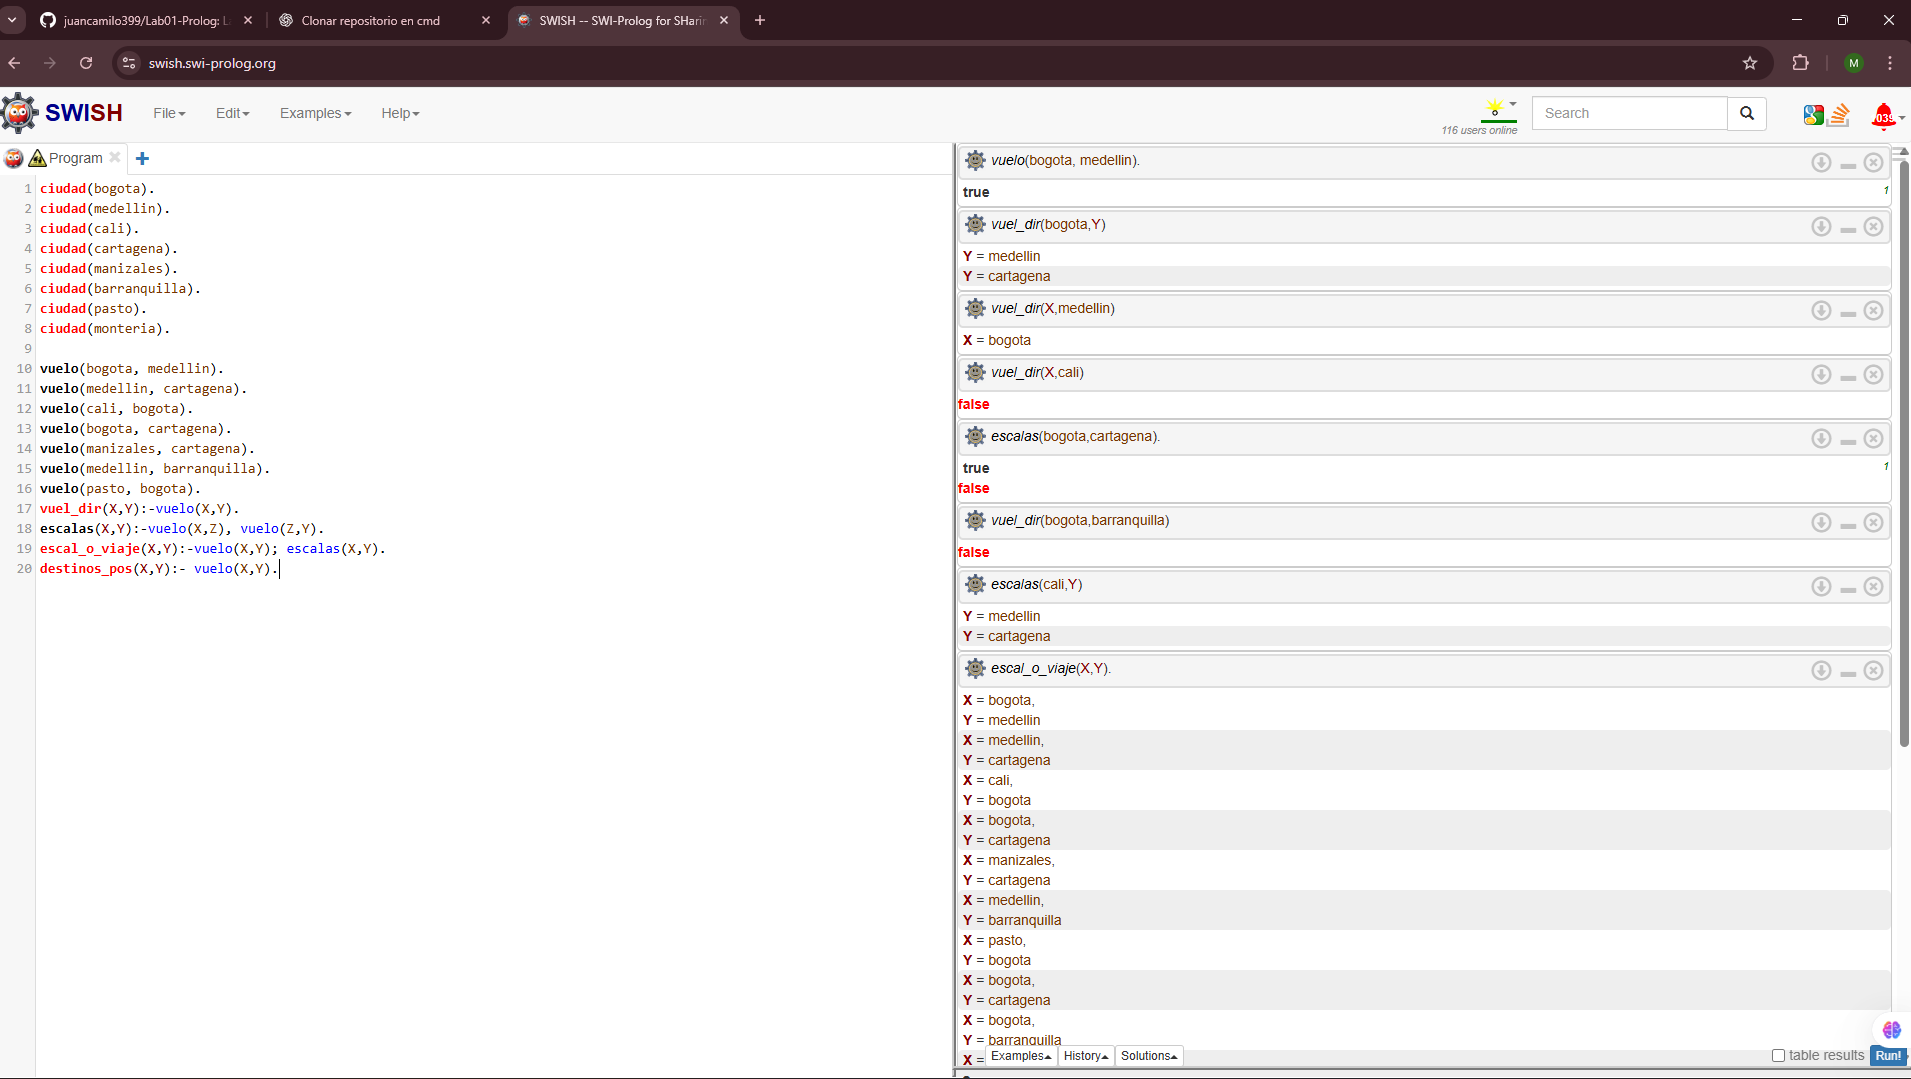 juancamilo399/Lab01-Prolog: L
Clonar repositorio en cmd
SWISH -- SWI-Prolog for SHarin
swish.swi-prolog.org
M
SWISH
File
Edit
Examples
Help
116 users online
Search
Program
1 ciudad(bogota).
2 ciudad(medellin).
3 ciudad(cali).
4 ciudad(cartagena).
5 ciudad(manizales).
6 ciudad(barranquilla).
7 ciudad(pasto).
8 ciudad(monteria).
9
10 vuelo(bogota, medellin).
11 vuelo(medellin, cartagena).
12 vuelo(cali, bogota).
13 vuelo(bogota, cartagena).
14 vuelo(manizales, cartagena).
15 vuelo(medellin, barranquilla).
16 vuelo(pasto, bogota).
17 vuel_dir(X,Y):-vuelo(X,Y).
18 escalas(X,Y):-vuelo(X,Z), vuelo(Z,Y).
19 escal_o_viaje(X,Y):-vuelo(X,Y); escalas(X,Y).
20 destinos_pos(X,Y):- vuelo(X,Y).
vuelo(bogota, medellin).
true 1
vuel_dir(bogota,Y)
Y = medellin
Y = cartagena
vuel_dir(X,medellin)
X = bogota
vuel_dir(X,cali)
false
escalas(bogota,cartagena).
true 1
false
vuel_dir(bogota,barranquilla)
false
escalas(cali,Y)
Y = medellin
Y = cartagena
escal_o_viaje(X,Y).
X = bogota,
Y = medellin
X = medellin,
Y = cartagena
X = cali,
Y = bogota
X = bogota,
Y = cartagena
X = manizales,
Y = cartagena
X = medellin,
Y = barranquilla
X = pasto,
Y = bogota
X = bogota,
Y = cartagena
X = bogota,
Y = barranquilla
X =
Examples
History
Solutions
table results
Run!